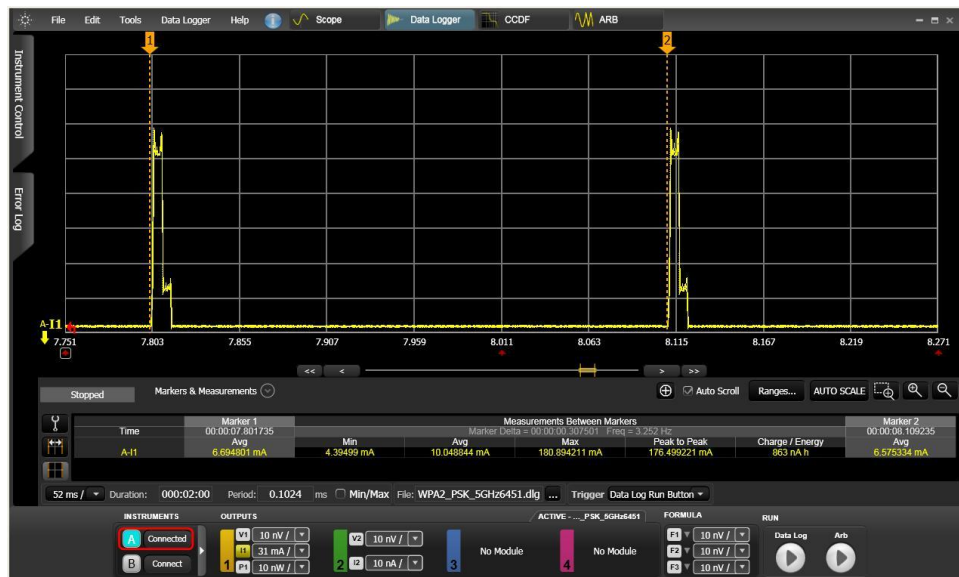 File Edit Tools Data Logger Help Scope Data Logger CCDF ARB
1 2
Instrument Control
Error Log
A-I1
7.751 7.803 7.855 7.907 7.959 8.011 8.063 8.115 8.167 8.219 8.271
<< < > >>
Stopped Markers & Measurements Auto Scroll Ranges... AUTO SCALE
Marker 1 Measurements Between Markers Marker 2
Time 00:00:07.801735 Marker Delta = 00:00:00.307501 Freq = 3.252 Hz 00:00:08.109235
Avg Min Avg Max Peak to Peak Charge / Energy Avg
A-I1 6.694801 mA 4.39499 mA 10.048844 mA 180.894211 mA 176.499221 mA 863 nA h 6.575334 mA
52 ms / Duration: 000:02:00 Period: 0.1024 ms Min/Max File: WPA2_PSK_5GHz6451.dlg ... Trigger Data Log Run Button
INSTRUMENTS OUTPUTS ACTIVE - ..._PSK_5GHz6451 FORMULA RUN
A Connected V1 10 nV / V2 10 nV / F1 10 nV / Data Log Arb
1 I1 31 mA / 2 3 No Module 4 No Module F2 10 nV /
B Connect P1 10 nW / I2 10 nA / F3 10 nV /